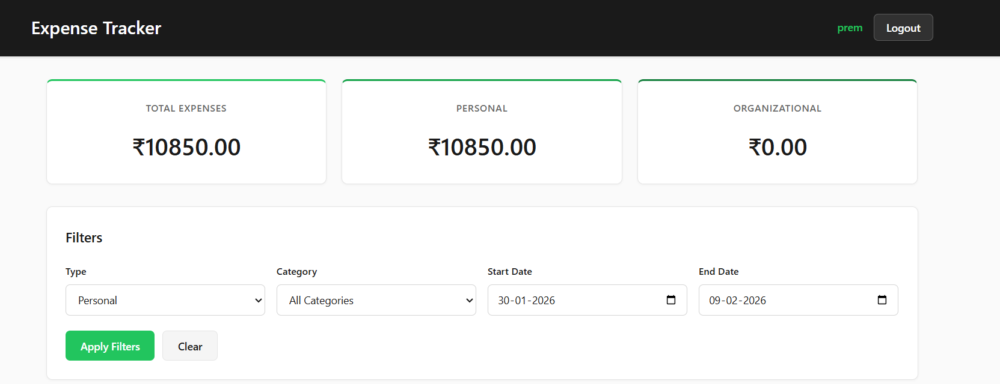 Expense Tracker
prem
Logout
TOTAL EXPENSES
₹10850.00
PERSONAL
₹10850.00
ORGANIZATIONAL
₹0.00
Filters
Type
Category
Start Date
End Date
Personal
All Categories
30-01-2026
09-02-2026
Apply Filters
Clear